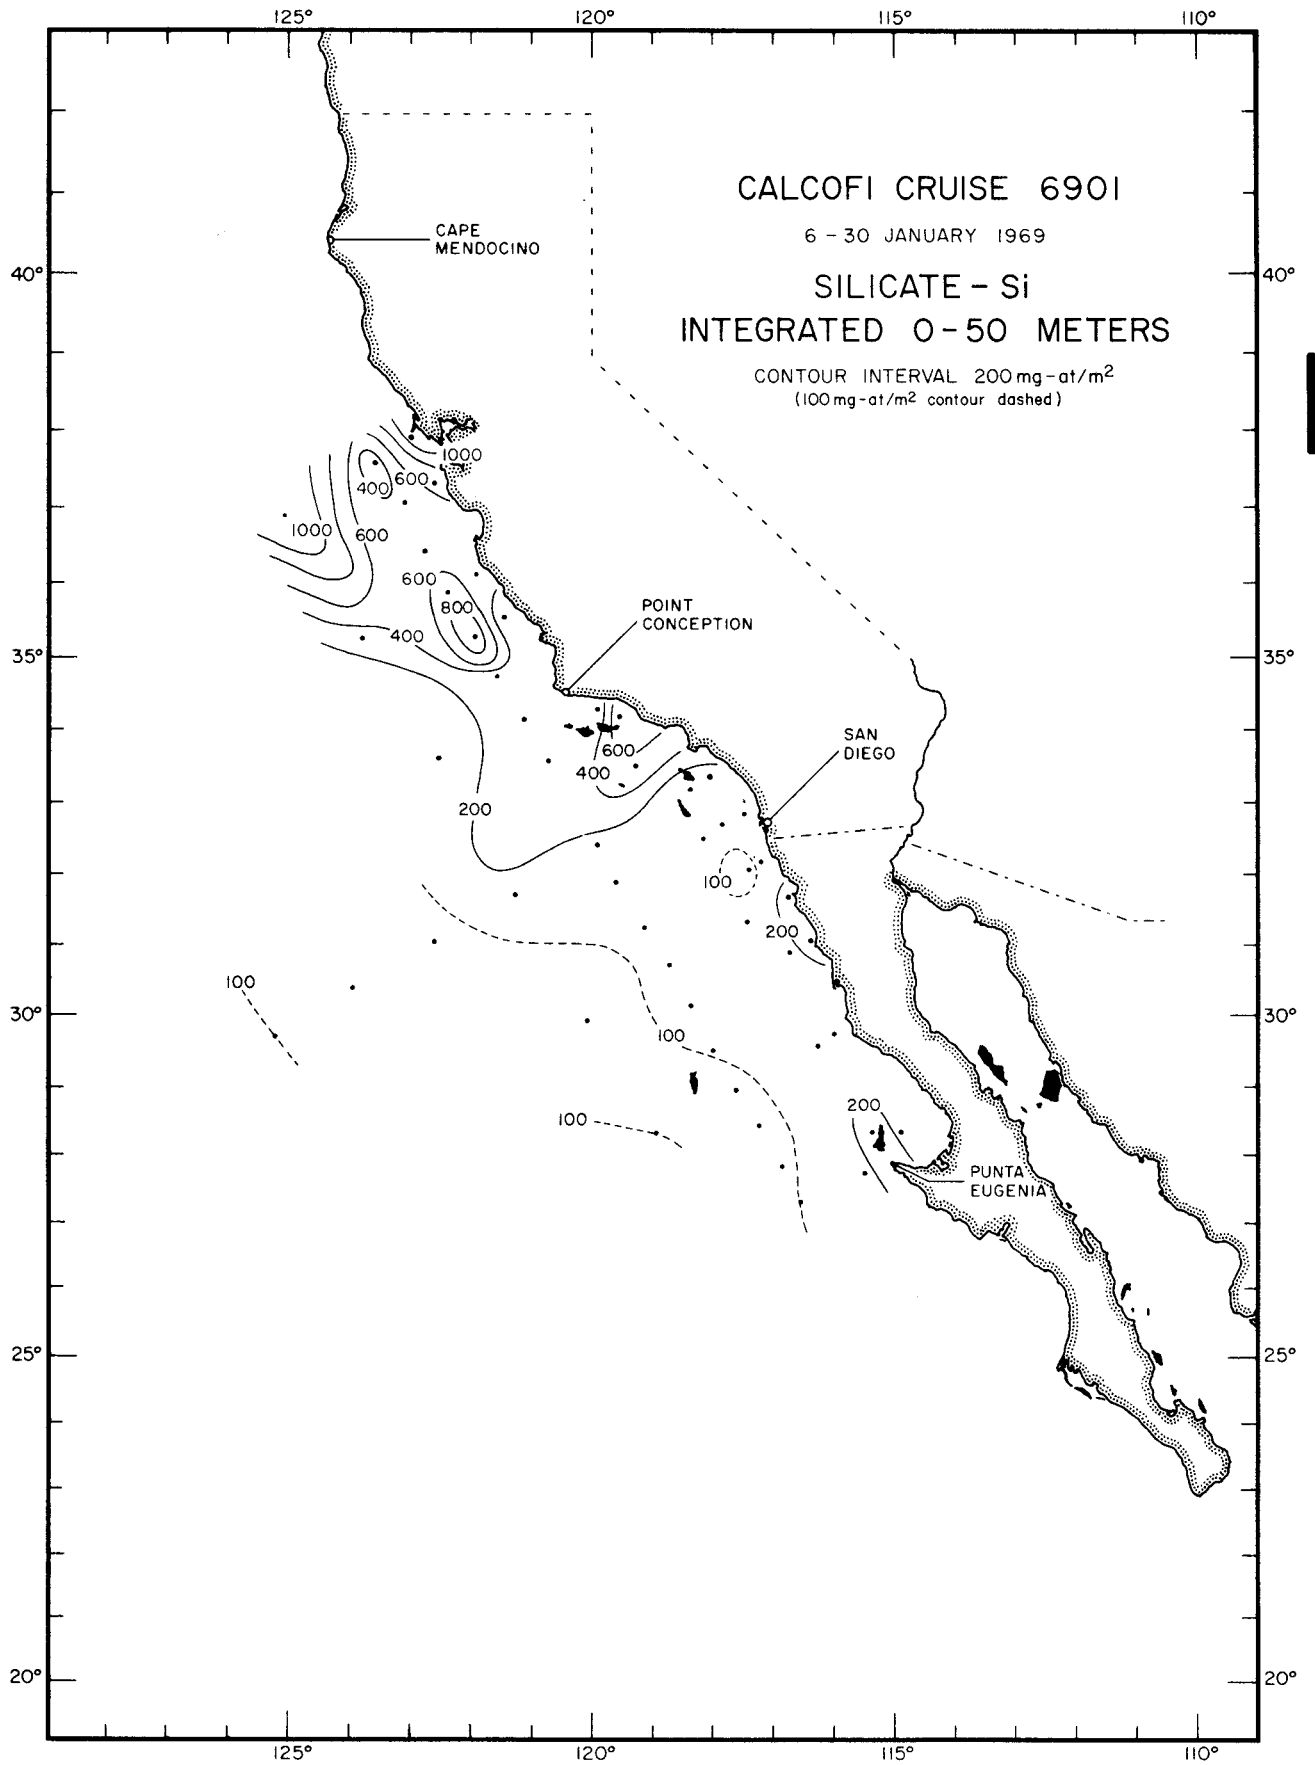 125° 120° 115° 110°
CALCOFI CRUISE 6901
6-30 JANUARY 1969
SILICATE-Si
INTEGRATED 0-50 METERS
CONTOUR INTERVAL 200 mg-at/m²
(100 mg-at/m² contour dashed)
CAPE
MENDOCINO
40° 40°
1000
600
400
1000
600
600
800
400
POINT
CONCEPTION
35° 35°
SAN
DIEGO
600
400
200
100
200
100
30° 30°
100
100
200
PUNTA
EUGENIA
25° 25°
20° 20°
125° 120° 115° 110°